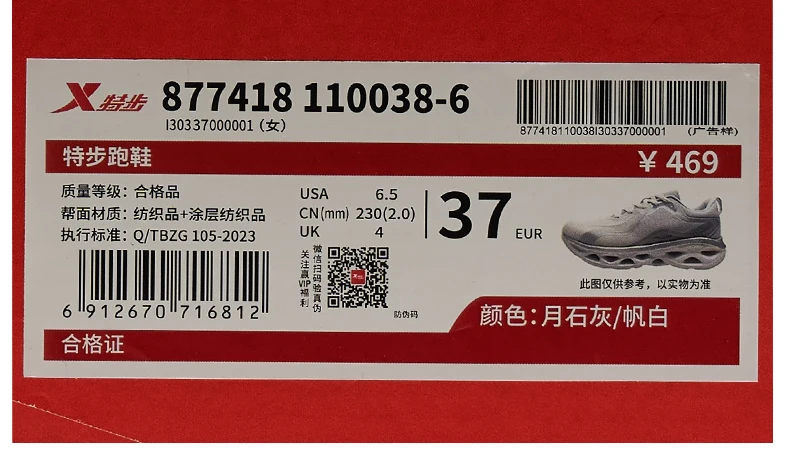 特步 877418 110038-6
I30337000001（女）
877418110038I30337000001 (广告样)
特步跑鞋 ￥469
质量等级：合格品
帮面材质：纺织品+涂层纺织品
执行标准：Q/TBZG 105-2023
USA 6.5
CN(mm) 230(2.0)
UK 4
37 EUR
微信扫码验真伪
关注赢VIP福利
防伪码
此图仅供参考，以实物为准
6 912670 716812
颜色：月石灰/帆白
合格证